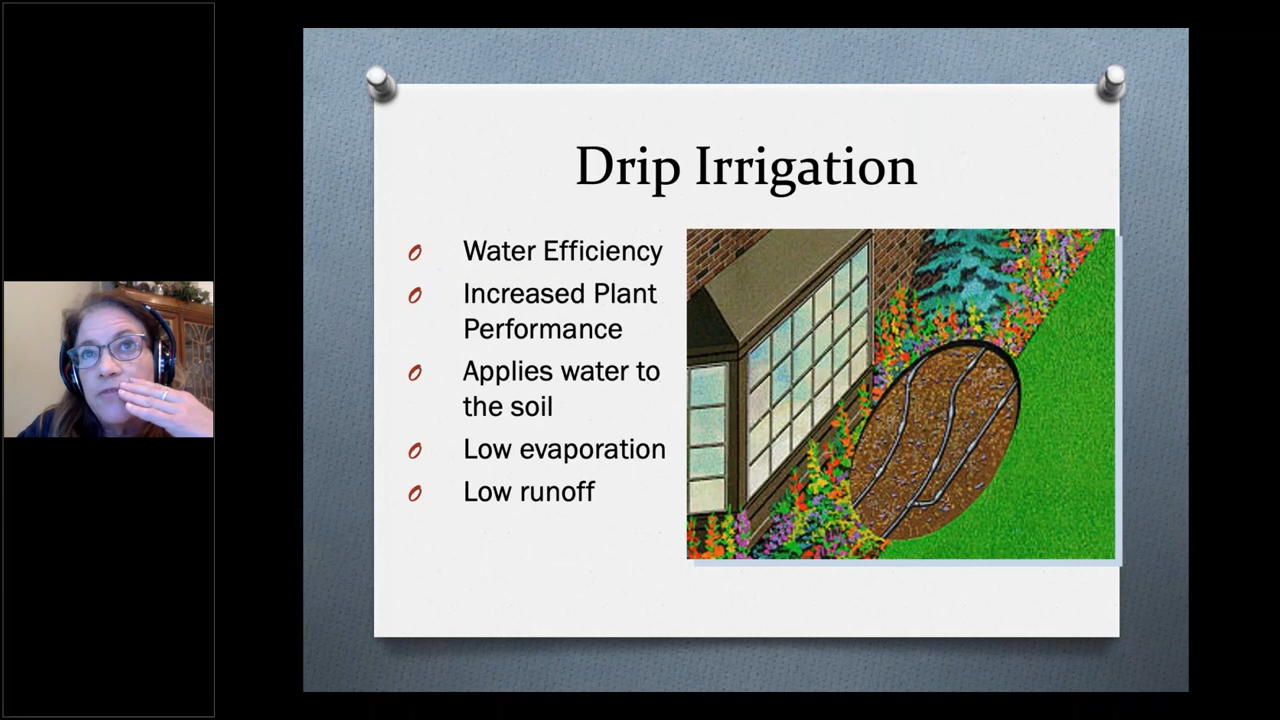 Drip Irrigation
Water Efficiency
Increased Plant
Performance
Applies water to
the soil
Low evaporation
Low runoff